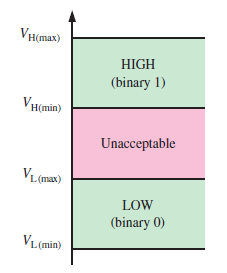 VH(max)
HIGH
(binary 1)
VH(min)
Unacceptable
VL (max)
LOW
(binary 0)
VL (min)